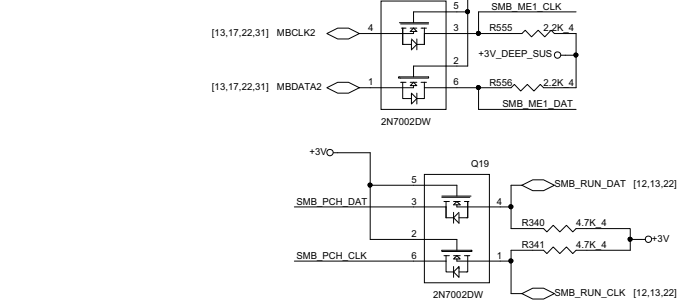 5 SMB_ME1_CLK
[13,17,22,31] MBCLK2 4 3 R555 2.2K_4
+3V_DEEP_SUS
2
[13,17,22,31] MBDATA2 1 6 R556 2.2K_4
SMB_ME1_DAT
2N7002DW
+3V
Q19
5 SMB_RUN_DAT [12,13,22]
SMB_PCH_DAT 3 4
R340 4.7K_4
2 +3V
R341 4.7K_4
SMB_PCH_CLK 6 1
2N7002DW SMB_RUN_CLK [12,13,22]